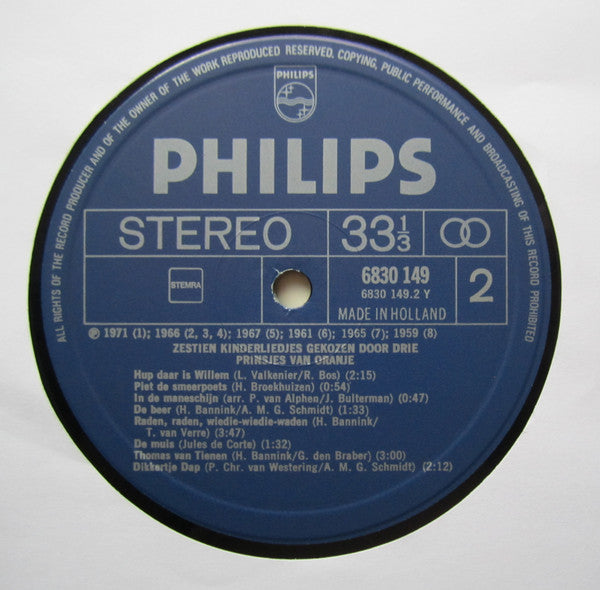 ALL RIGHTS OF THE RECORD PRODUCER AND OF THE OWNER OF THE WORK REPRODUCED RESERVED. COPYING, PUBLIC PERFORMANCE AND BROADCASTING OF THIS RECORD PROHIBITED
PHILIPS
PHILIPS
STEREO 33 1/3
STEMRA
6830 149
6830 149.2 Y
2
MADE IN HOLLAND
℗ 1971 (1); 1966 (2, 3, 4); 1967 (5); 1961 (6); 1965 (7); 1959 (8)
ZESTIEN KINDERLIEDJES GEKOZEN DOOR DRIE
PRINSJES VAN ORANJE
Hup daar is Willem (L. Valkenier/R. Bos) (2:15)
Piet de smeerpoets (H. Broekhuizen) (0:54)
In de maneschijn (arr. P. van Alphen/J. Bulterman) (0:47)
De beer (H. Bannink/A. M. G. Schmidt) (1:33)
Raden, raden, wiedie-wiedie-waden (H. Bannink/
T. van Verre) (3:47)
De muis (Jules de Corte) (1:32)
Thomas van Tienen (H. Bannink/G. den Braber) (3:00)
Dikkertje Dap (P. Chr. van Westering/A. M. G. Schmidt) (2:12)